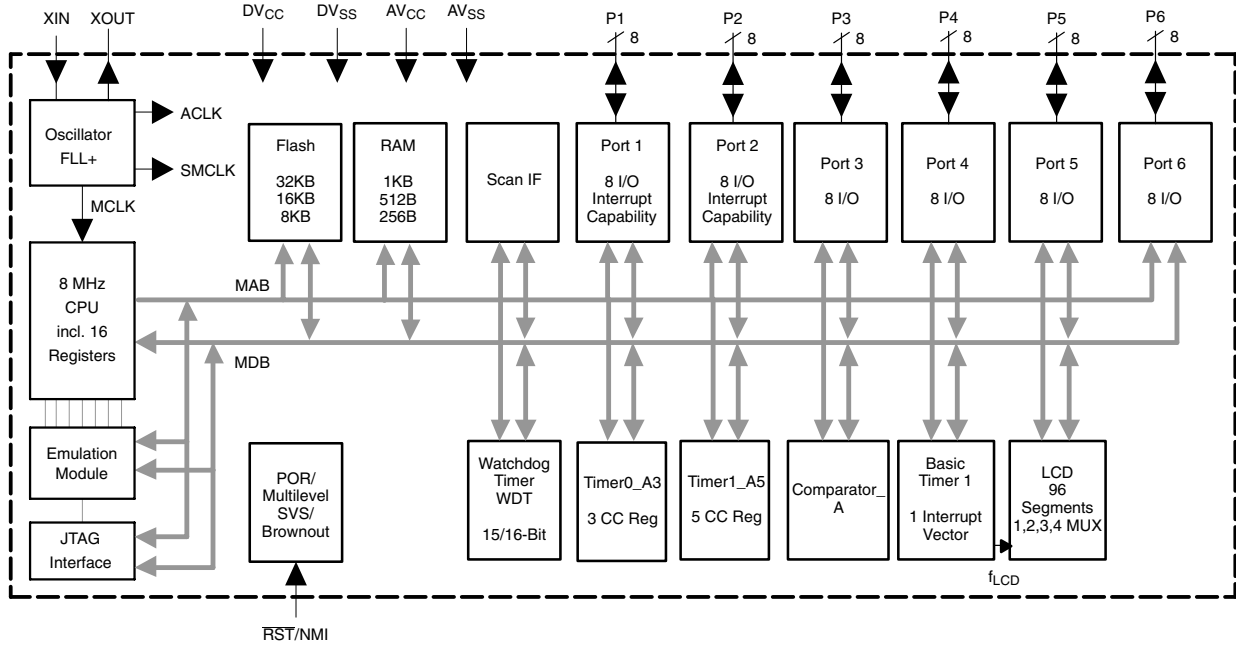 XIN XOUT DVCC DVSS AVCC AVSS P1 P2 P3 P4 P5 P6
8 8 8 8 8 8
Oscillator
FLL+
ACLK
SMCLK
MCLK
Flash
32KB
16KB
8KB
RAM
1KB
512B
256B
Scan IF
Port 1
8 I/O
Interrupt
Capability
Port 2
8 I/O
Interrupt
Capability
Port 3
8 I/O
Port 4
8 I/O
Port 5
8 I/O
Port 6
8 I/O
8 MHz
CPU
incl. 16
Registers
MAB
MDB
Emulation
Module
JTAG
Interface
POR/
Multilevel
SVS/
Brownout
Watchdog
Timer
WDT
15/16-Bit
Timer0_A3
3 CC Reg
Timer1_A5
5 CC Reg
Comparator_
A
Basic
Timer 1
1 Interrupt
Vector
LCD
96
Segments
1,2,3,4 MUX
fLCD
RST/NMI